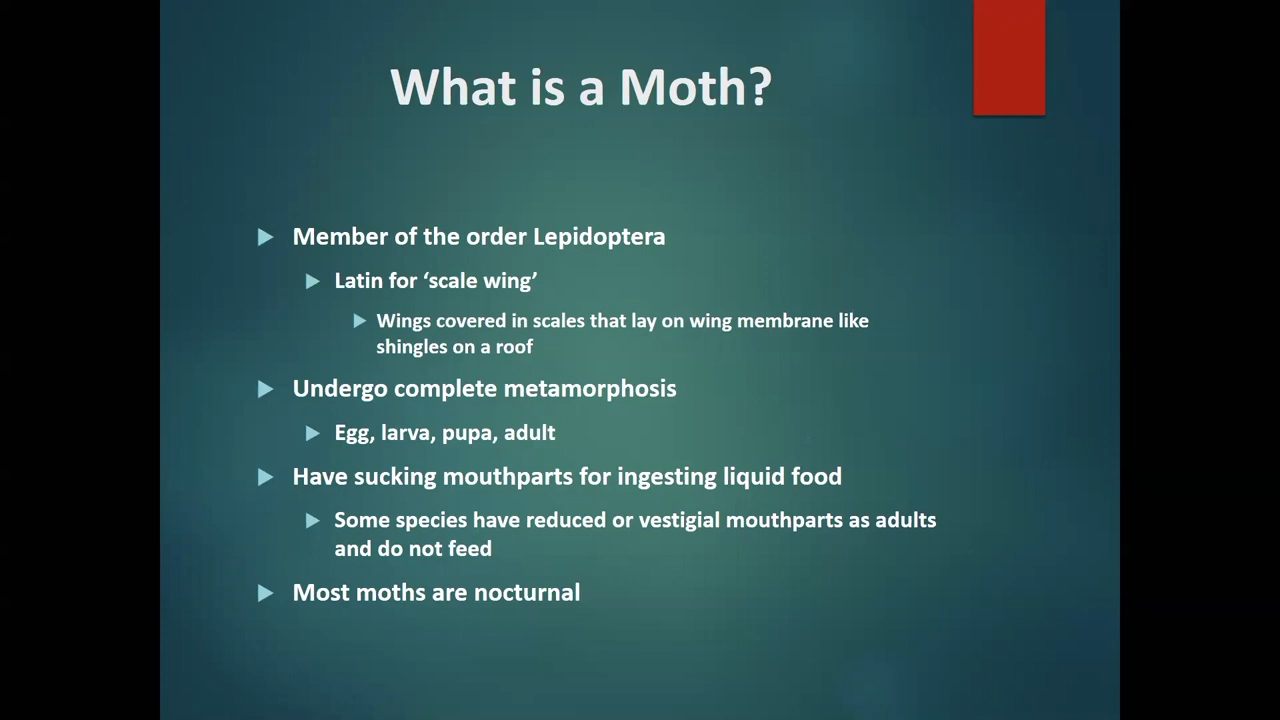 What is a Moth?
Member of the order Lepidoptera
Latin for ‘scale wing’
Wings covered in scales that lay on wing membrane like
shingles on a roof
Undergo complete metamorphosis
Egg, larva, pupa, adult
Have sucking mouthparts for ingesting liquid food
Some species have reduced or vestigial mouthparts as adults
and do not feed
Most moths are nocturnal